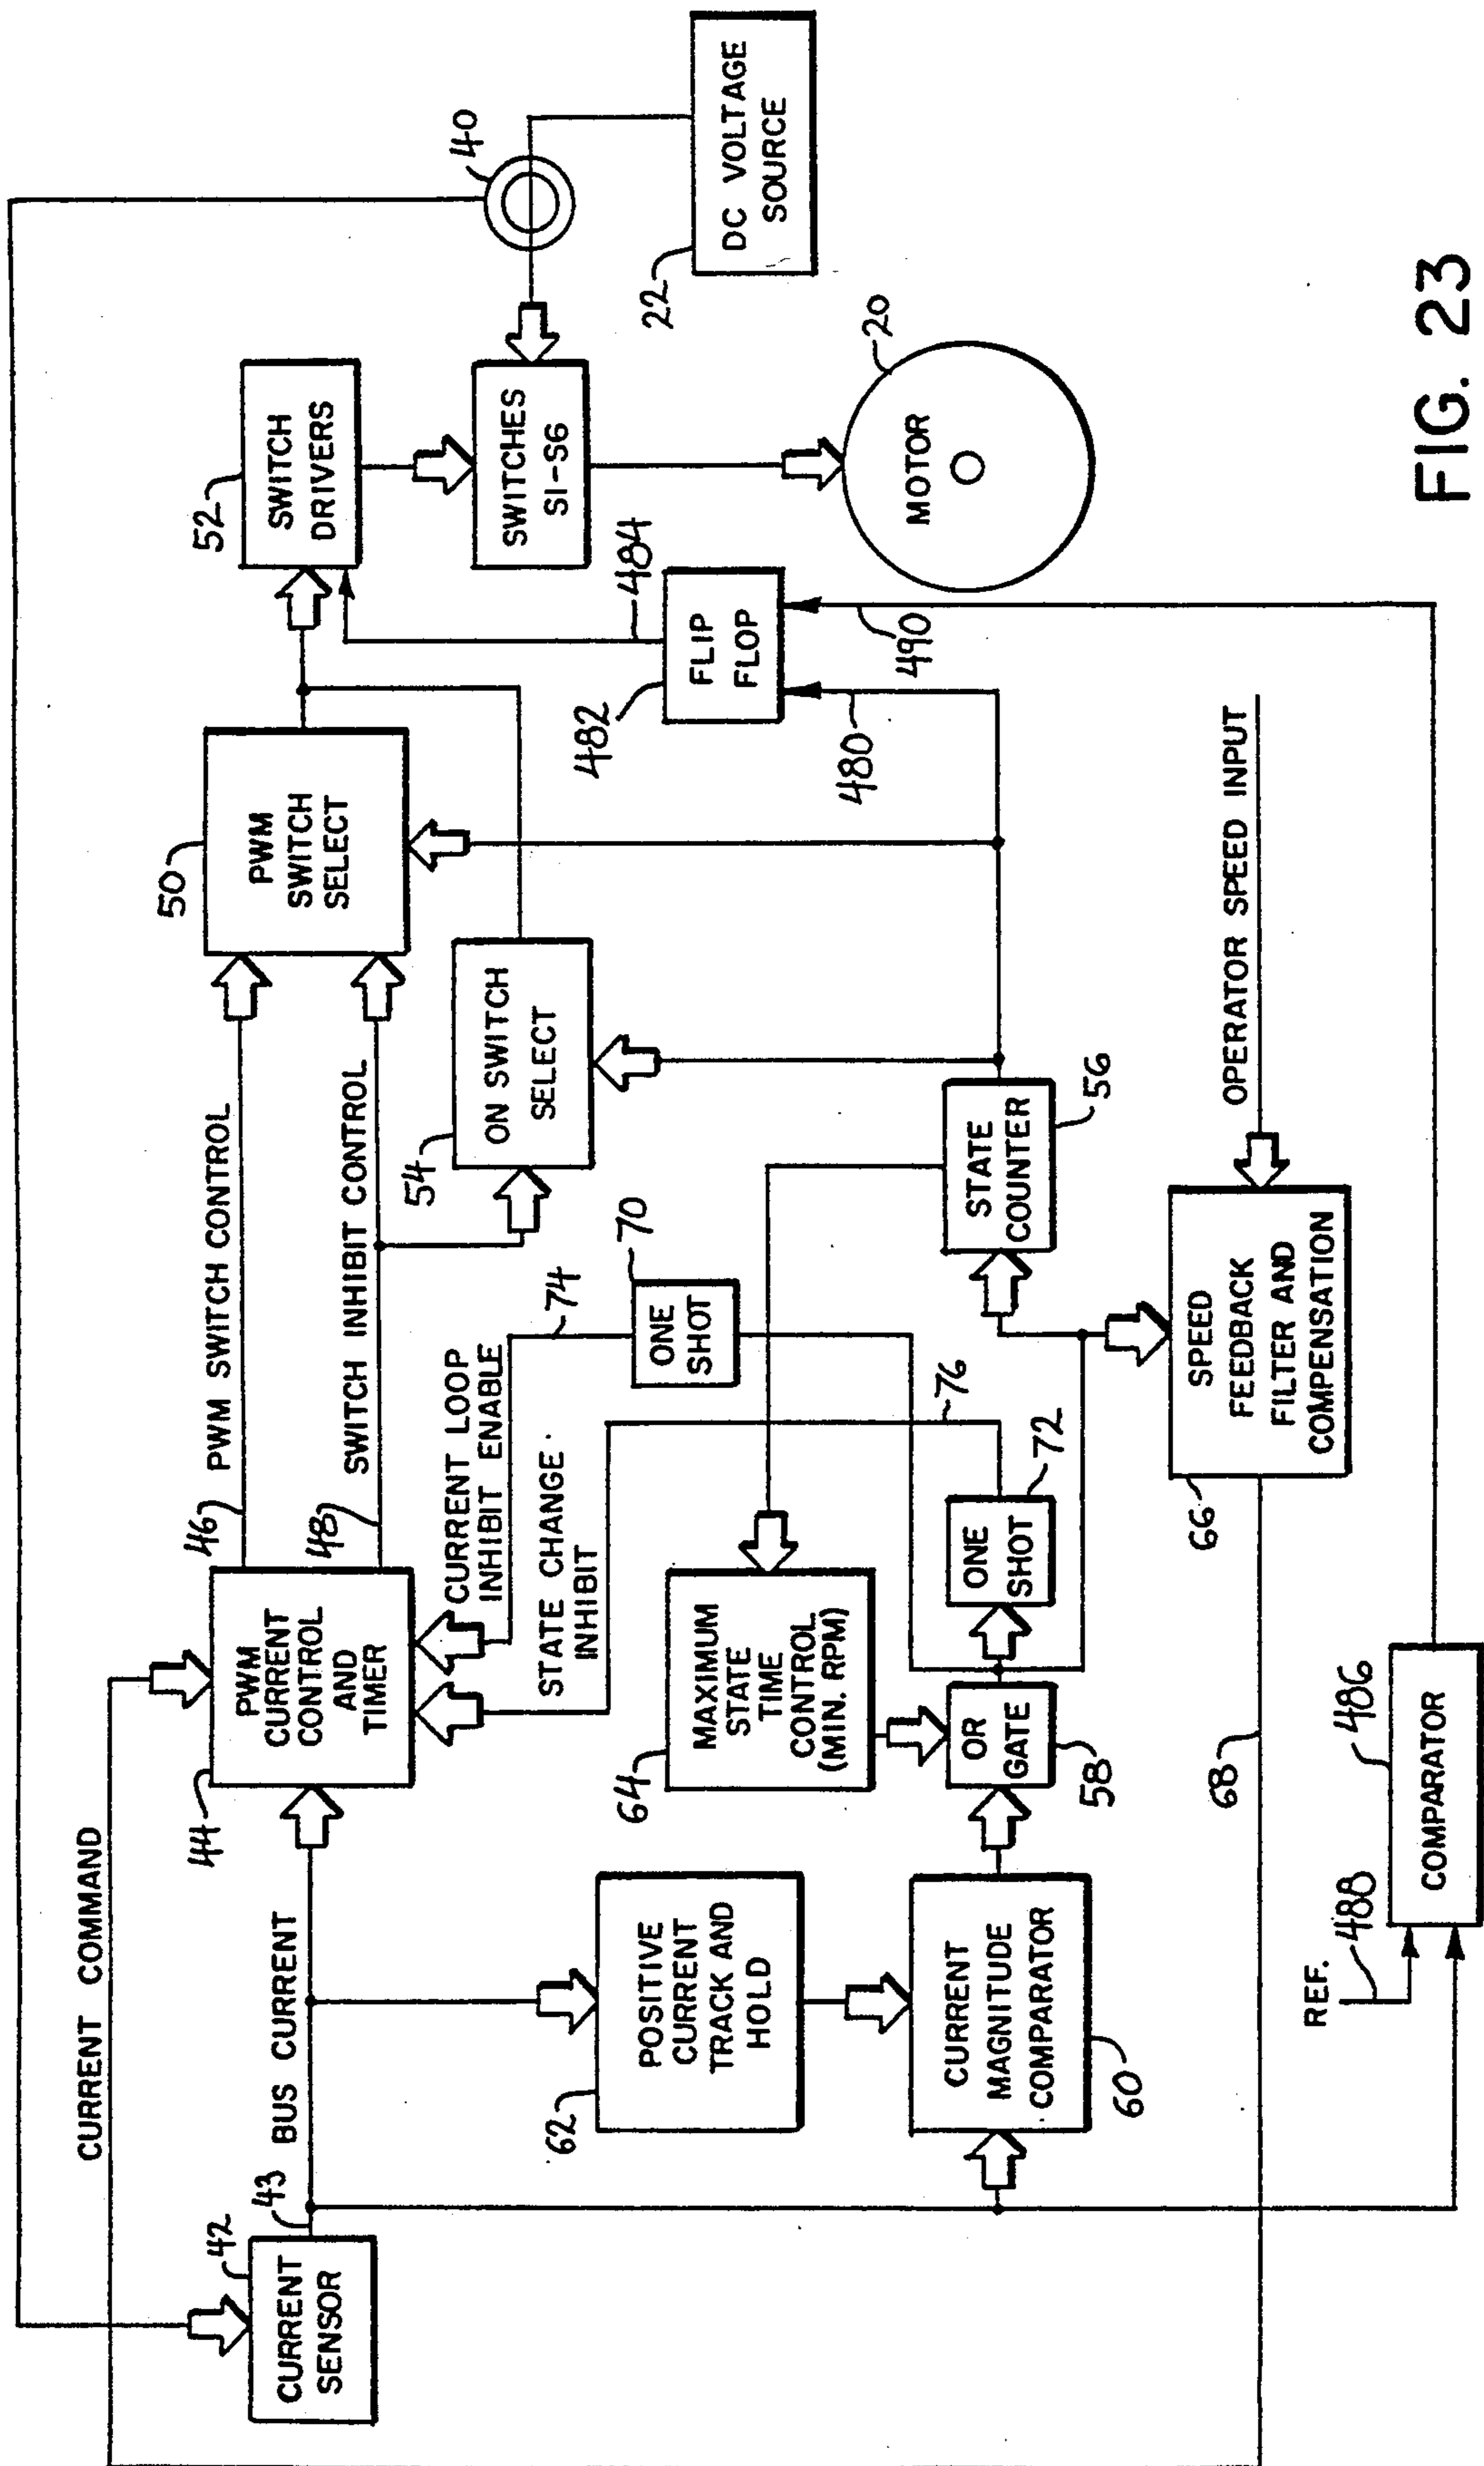 CURRENT COMMAND
CURRENT
SENSOR
42
43
BUS CURRENT
44
PWM
CURRENT
CONTROL
AND
TIMER
46
PWM SWITCH CONTROL
48
SWITCH INHIBIT CONTROL
50
PWM
SWITCH
SELECT
52
SWITCH
DRIVERS
40
CURRENT LOOP
INHIBIT ENABLE
74
STATE CHANGE
INHIBIT
70
ONE
SHOT
54
ON SWITCH
SELECT
SWITCHES
S1-S6
62
POSITIVE
CURRENT
TRACK AND
HOLD
64
MAXIMUM
STATE
TIME
CONTROL
(MIN. RPM)
76
482
FLIP
FLOP
484
22
DC VOLTAGE
SOURCE
CURRENT
MAGNITUDE
COMPARATOR
60
OR
GATE
58
ONE
SHOT
72
STATE
COUNTER
56
480
490
MOTOR
20
66
SPEED
FEEDBACK
FILTER AND
COMPENSATION
OPERATOR SPEED INPUT
68
REF.
488
COMPARATOR
486
FIG. 23